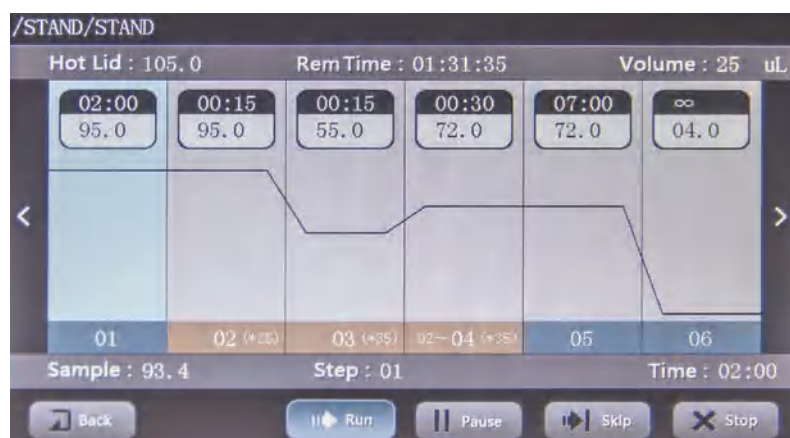 /STAND/STAND
Hot Lid : 105.0 Rem Time : 01:31:35 Volume : 25 uL
02:00 00:15 00:15 00:30 07:00 ∞
95.0 95.0 55.0 72.0 72.0 04.0
01 02 (*35) 03 (*35) 02~04 (*35) 05 06
Sample : 93.4 Step : 01 Time : 02:00
Back Run Pause Skip Stop